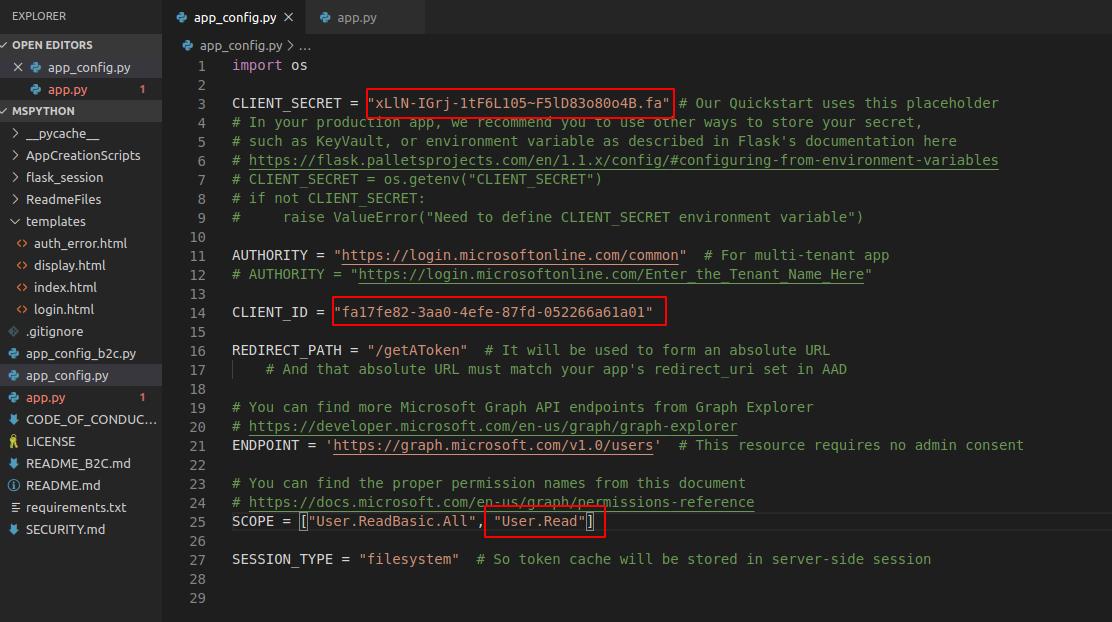 EXPLORER
OPEN EDITORS
app_config.py
app.py 1
MSPYTHON
__pycache__
AppCreationScripts
flask_session
ReadmeFiles
templates
auth_error.html
display.html
index.html
login.html
.gitignore
app_config_b2c.py
app_config.py
app.py 1
CODE_OF_CONDUC...
LICENSE
README_B2C.md
README.md
requirements.txt
SECURITY.md
app_config.py
app.py
app_config.py > ...
1 import os
2
3 CLIENT_SECRET = "xLlN-IGrj-1tF6L105~F5lD83o80o4B.fa" # Our Quickstart uses this placeholder
4 # In your production app, we recommend you to use other ways to store your secret,
5 # such as KeyVault, or environment variable as described in Flask's documentation here
6 # https://flask.palletsprojects.com/en/1.1.x/config/#configuring-from-environment-variables
7 # CLIENT_SECRET = os.getenv("CLIENT_SECRET")
8 # if not CLIENT_SECRET:
9 #     raise ValueError("Need to define CLIENT_SECRET environment variable")
10
11 AUTHORITY = "https://login.microsoftonline.com/common"  # For multi-tenant app
12 # AUTHORITY = "https://login.microsoftonline.com/Enter_the_Tenant_Name_Here"
13
14 CLIENT_ID = "fa17fe82-3aa0-4efe-87fd-052266a61a01"
15
16 REDIRECT_PATH = "/getAToken"  # It will be used to form an absolute URL
17     # And that absolute URL must match your app's redirect_uri set in AAD
18
19 # You can find more Microsoft Graph API endpoints from Graph Explorer
20 # https://developer.microsoft.com/en-us/graph/graph-explorer
21 ENDPOINT = 'https://graph.microsoft.com/v1.0/users'  # This resource requires no admin consent
22
23 # You can find the proper permission names from this document
24 # https://docs.microsoft.com/en-us/graph/permissions-reference
25 SCOPE = ["User.ReadBasic.All", "User.Read"]
26
27 SESSION_TYPE = "filesystem"  # So token cache will be stored in server-side session
28
29